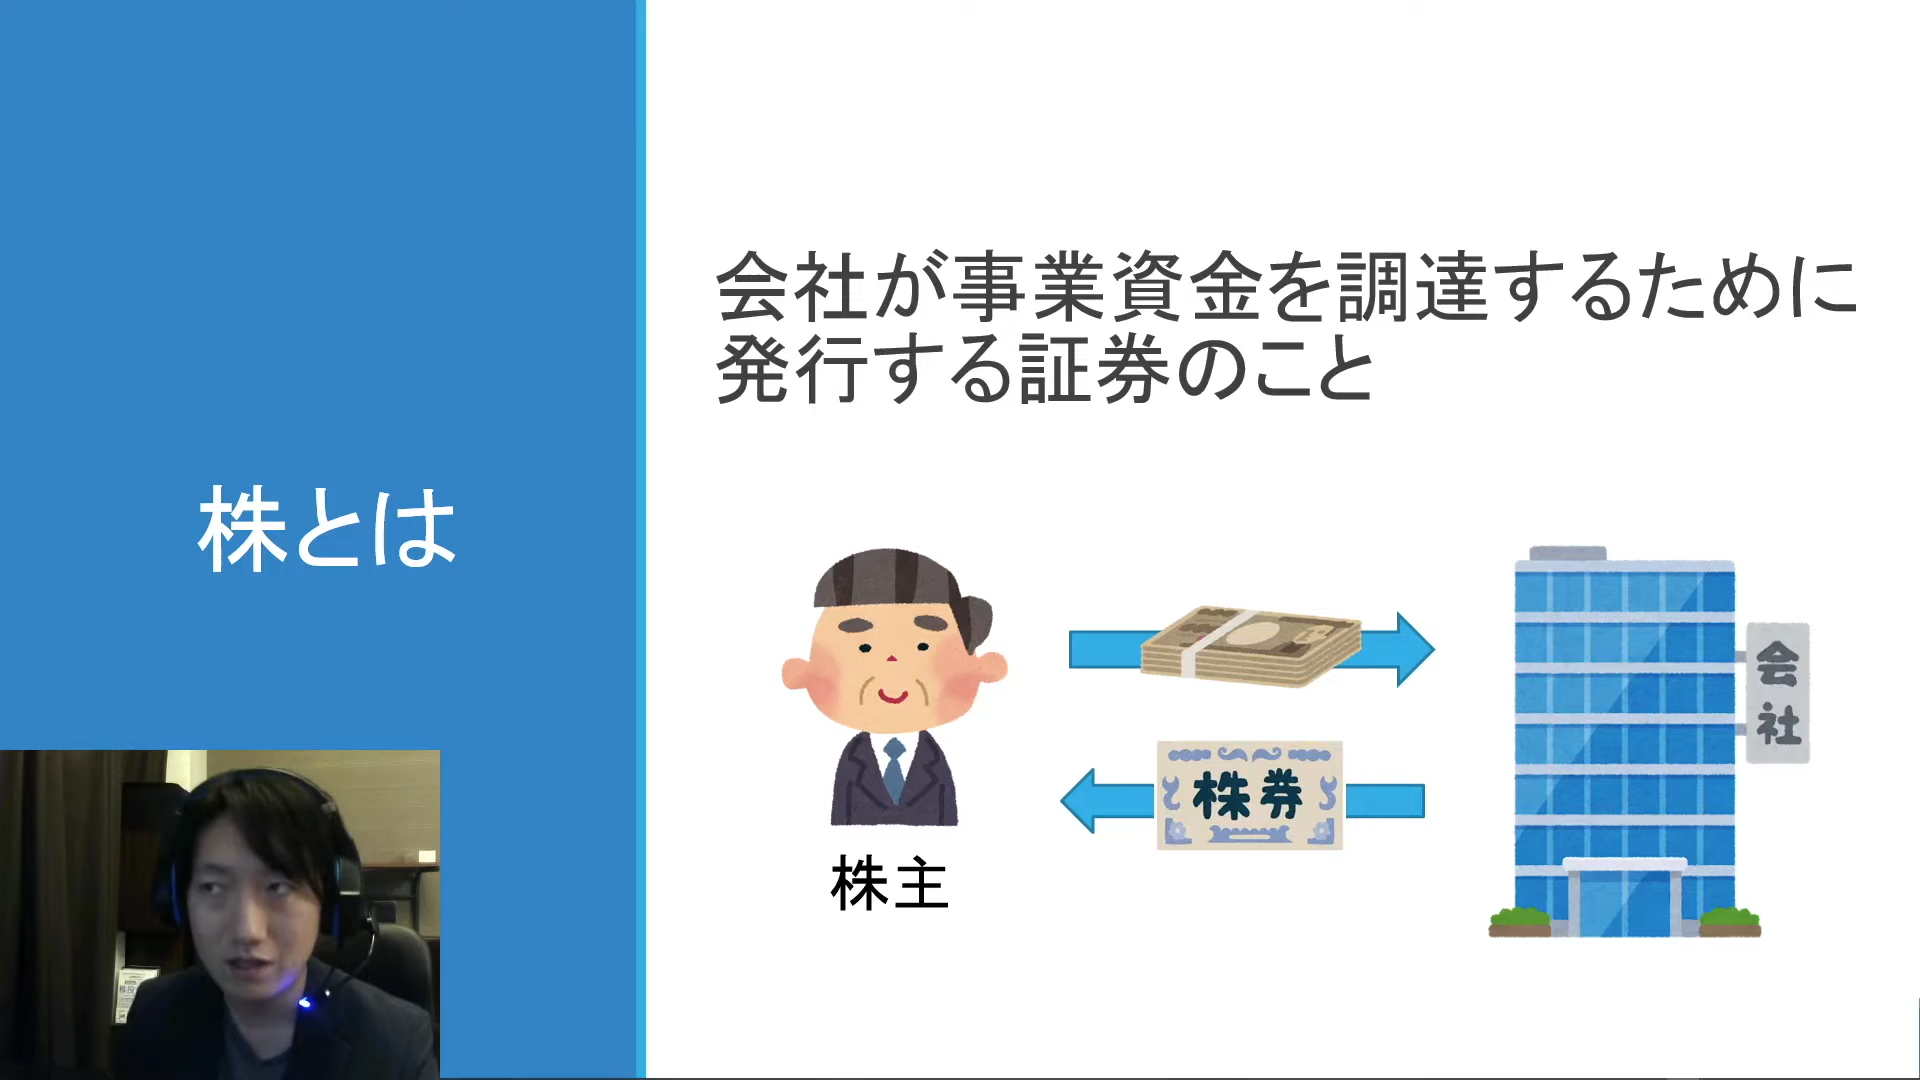 株とは
会社が事業資金を調達するために
発行する証券のこと
株券
株主
会社